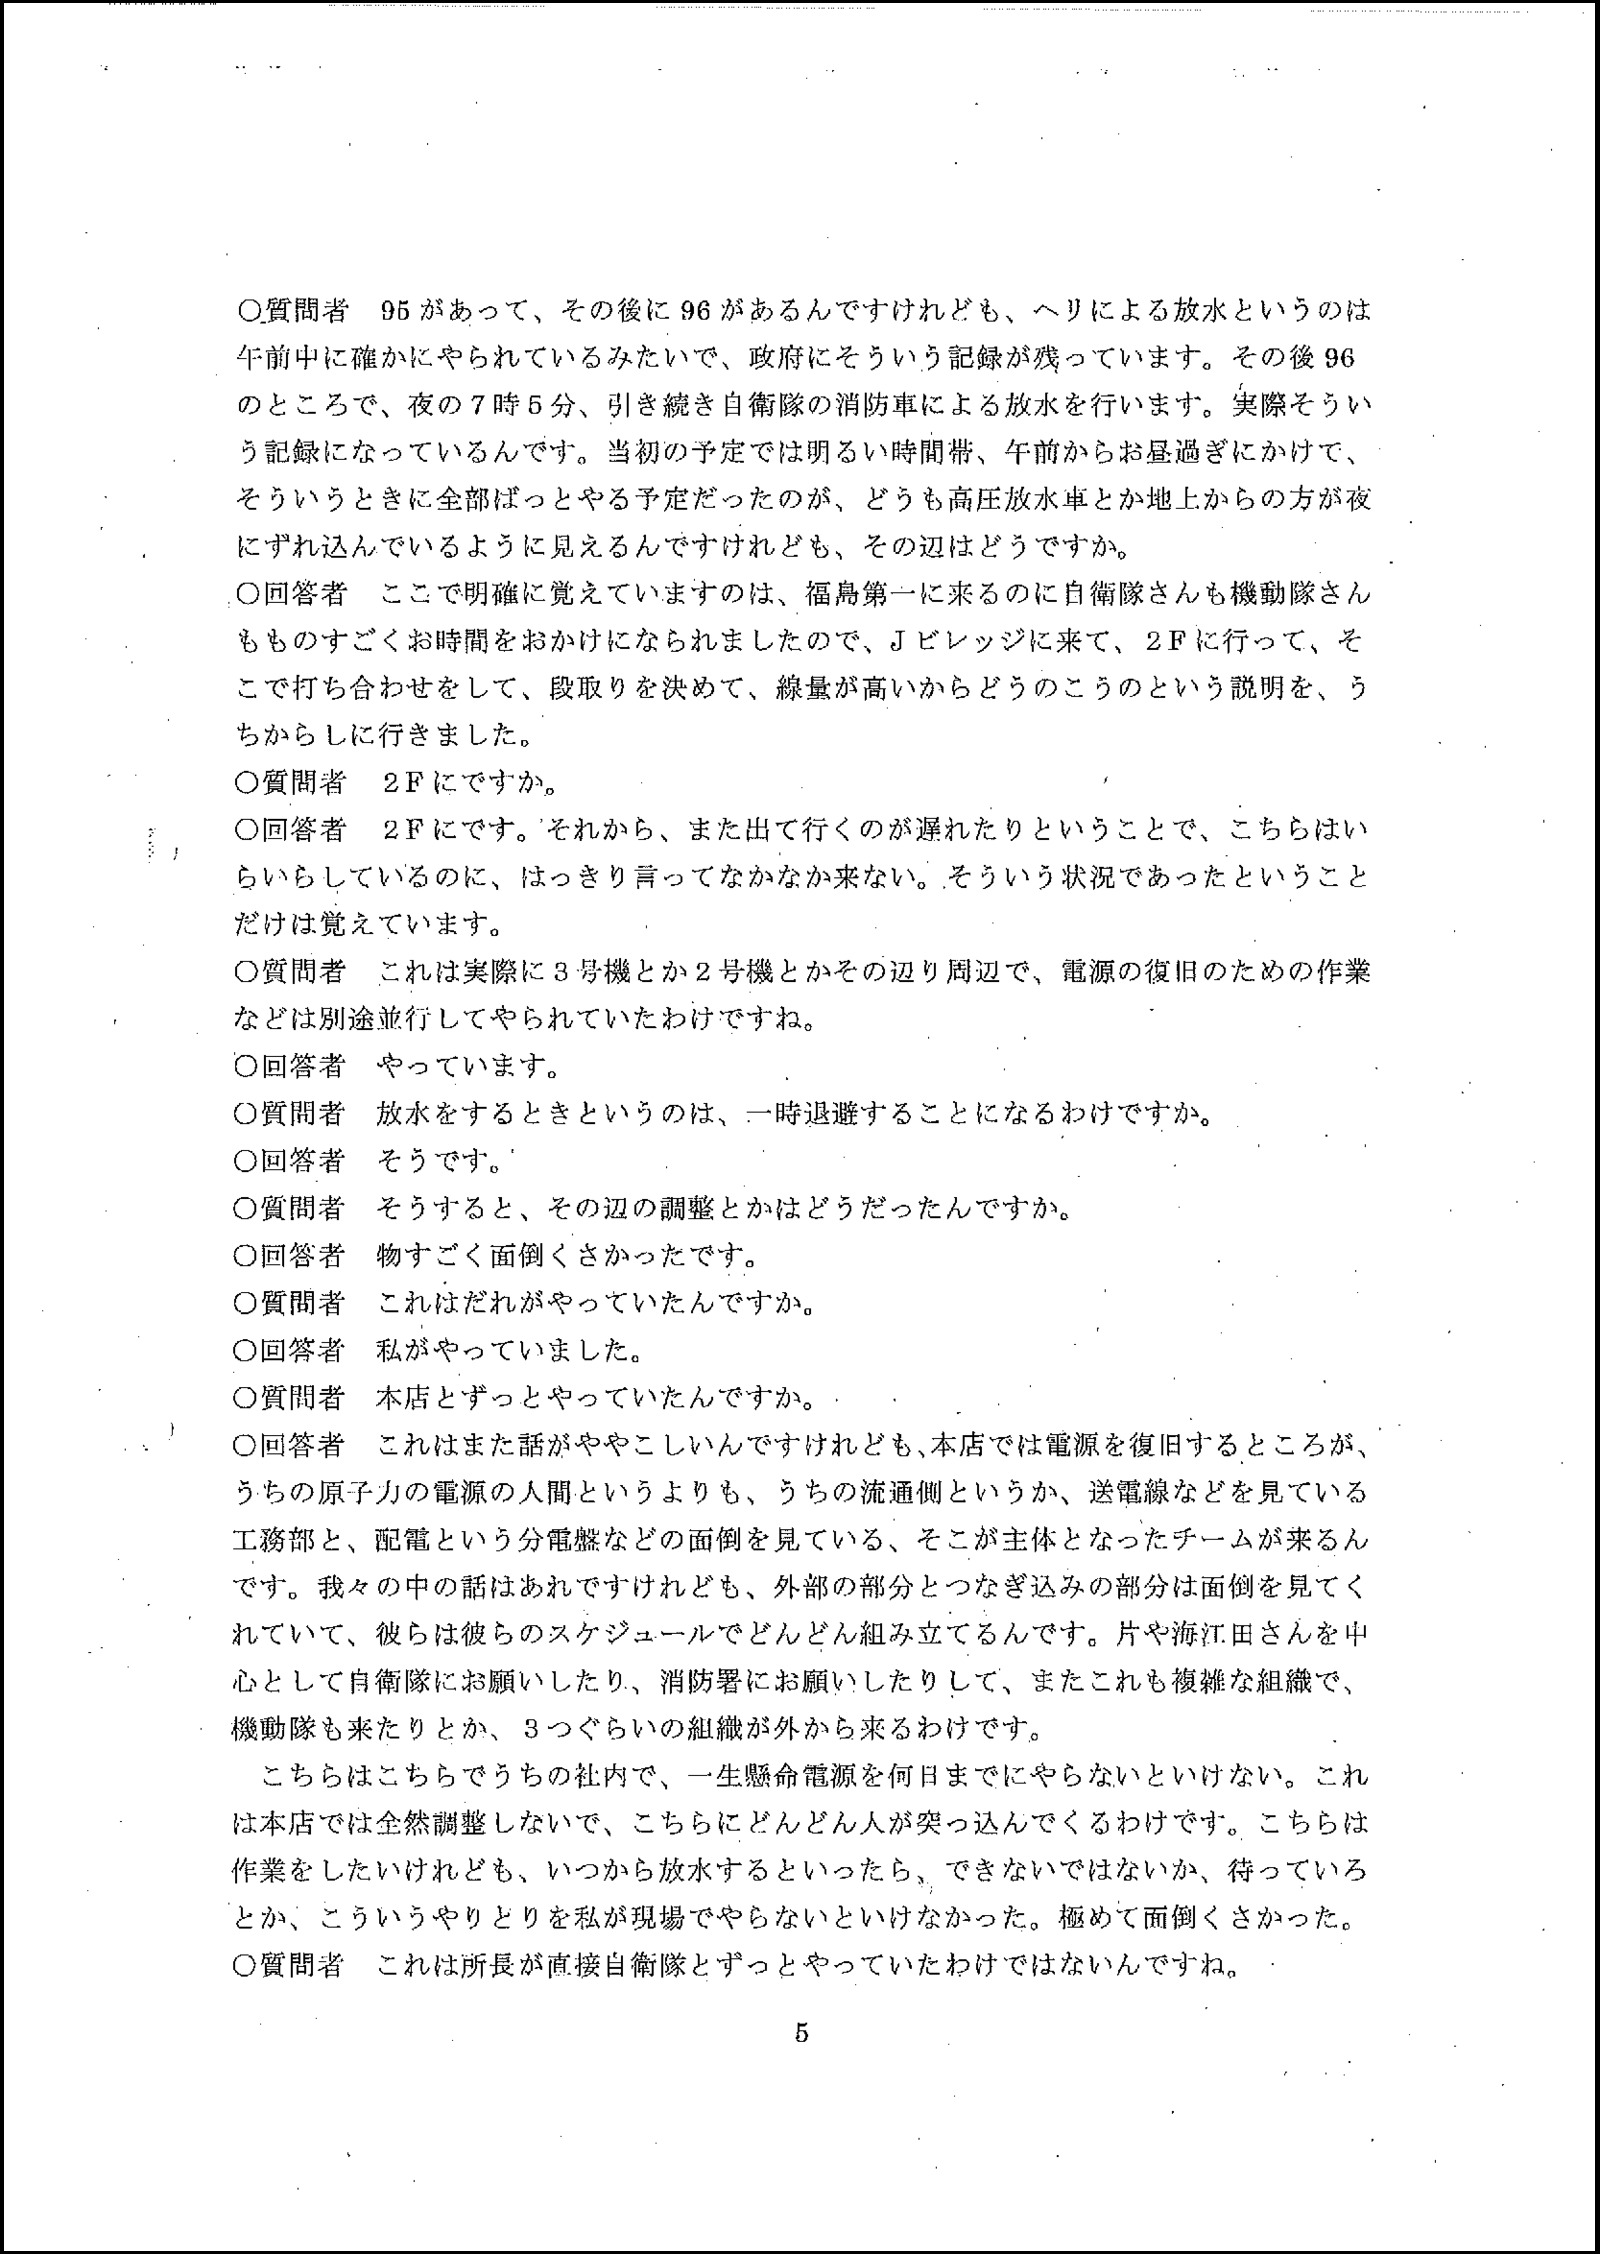 ○質問者　95があって、その後に96があるんですけれども、ヘリによる放水というのは
午前中に確かにやられているみたいで、政府にそういう記録が残っています。その後96
のところで、夜の７時５分、引き続き自衛隊の消防車による放水を行います。実際そうい
う記録になっているんです。当初の予定では明るい時間帯、午前からお昼過ぎにかけて、
そういうときに全部ばっとやる予定だったのが、どうも高圧放水車とか地上からの方が夜
にずれ込んでいるように見えるんですけれども、その辺はどうですか。
○回答者　ここで明確に覚えていますのは、福島第一に来るのに自衛隊さんも機動隊さん
もものすごくお時間をおかけになられましたので、Ｊビレッジに来て、２Ｆに行って、そ
こで打ち合わせをして、段取りを決めて、線量が高いからどうのこうのという説明を、う
ちからしに行きました。
○質問者　２Ｆにですか。
○回答者　２Ｆにです。それから、また出て行くのが遅れたりということで、こちらはい
らいらしているのに、はっきり言ってなかなか来ない。そういう状況であったということ
だけは覚えています。
○質問者　これは実際に３号機とか２号機とかその辺り周辺で、電源の復旧のための作業
などは別途並行してやられていたわけですね。
○回答者　やっています。
○質問者　放水をするときというのは、一時退避することになるわけですか。
○回答者　そうです。
○質問者　そうすると、その辺の調整とかはどうだったんですか。
○回答者　物すごく面倒くさかったです。
○質問者　これはだれがやっていたんですか。
○回答者　私がやっていました。
○質問者　本店とずっとやっていたんですか。
○回答者　これはまた話がややこしいんですけれども、本店では電源を復旧するところが、
うちの原子力の電源の人間というよりも、うちの流通側というか、送電線などを見ている
工務部と、配電という分電盤などの面倒を見ている、そこが主体となったチームが来るん
です。我々の中の話はあれですけれども、外部の部分とつなぎ込みの部分は面倒を見てく
れていて、彼らは彼らのスケジュールでどんどん組み立てるんです。片や海江田さんを中
心として自衛隊にお願いしたり、消防署にお願いしたりして、またこれも複雑な組織で、
機動隊も来たりとか、３つぐらいの組織が外から来るわけです。
　こちらはこちらでうちの社内で、一生懸命電源を何日までにやらないといけない。これ
は本店では全然調整しないで、こちらにどんどん人が突っ込んでくるわけです。こちらは
作業をしたいけれども、いつから放水するといったら、できないではないか、待っていろ
とか、こういうやりとりを私が現場でやらないといけなかった。極めて面倒くさかった。
○質問者　これは所長が直接自衛隊とずっとやっていたわけではないんですね。
5